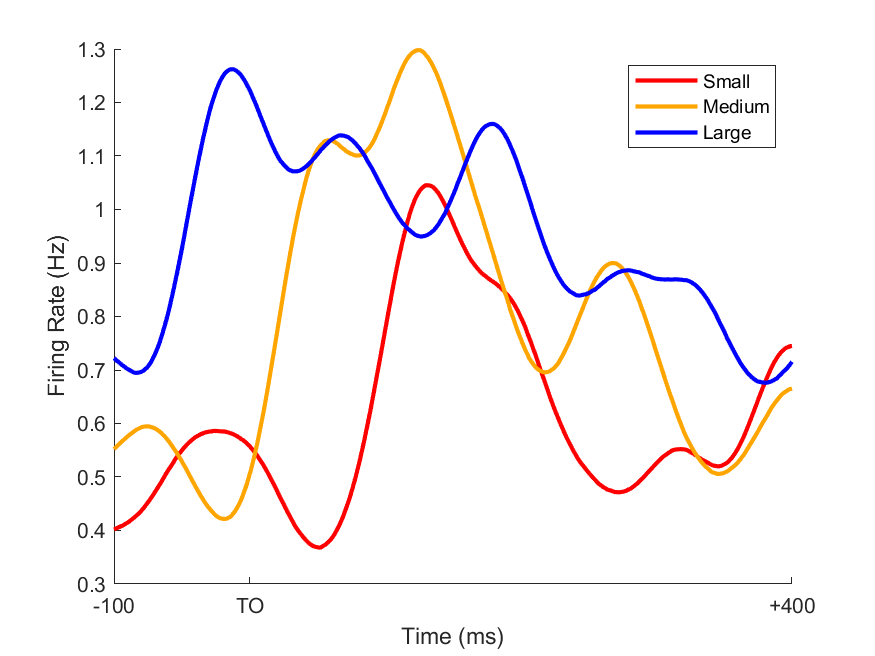 1.3
1.2
1.1
1
0.9
0.8
0.7
0.6
0.5
0.4
0.3
Firing Rate (Hz)
Small
Medium
Large
-100 TO +400
Time (ms)